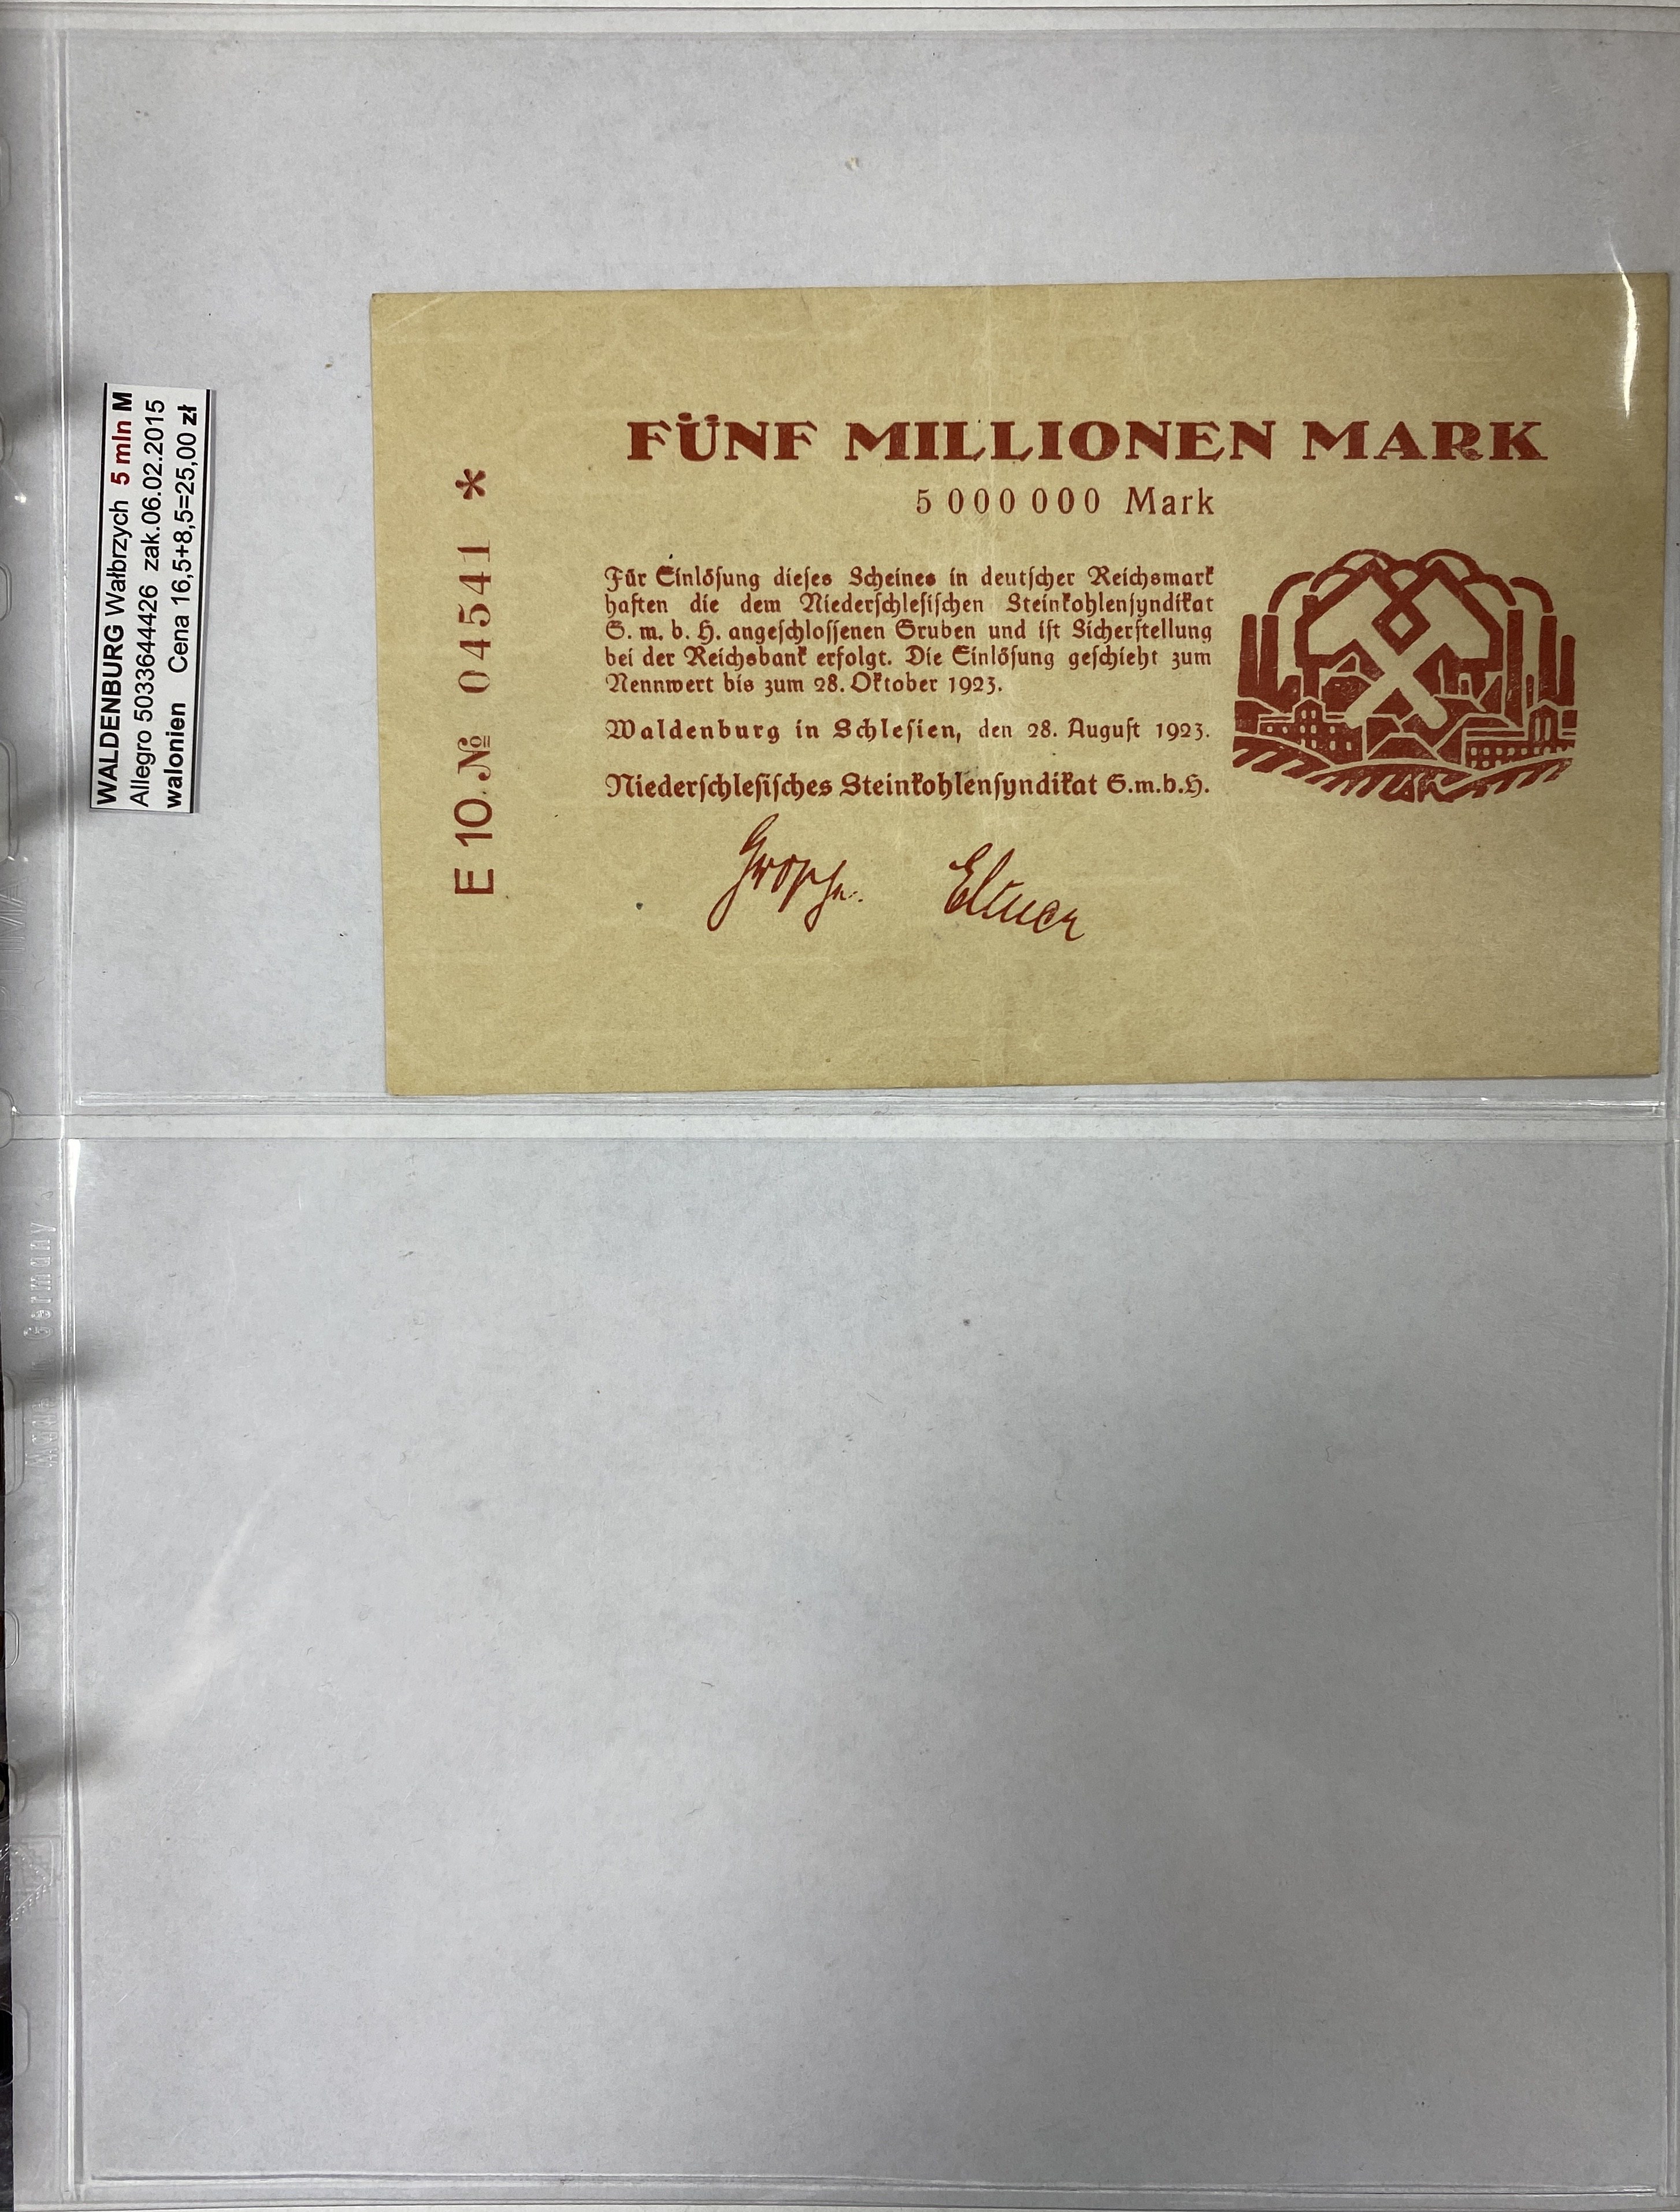 WALDENBURG Wałbrzych 5 mln M
Allegro 5033644426 zak.06.02.2015
walonien Cena 16,5+8,5=25,00 zł
E 10. № 04541 *
FÜNF MILLIONEN MARK
5 000 000 Mark
Für Einlösung dieses Scheines in deutscher Reichsmark
haften die dem Niederschlesischen Steinkohlensyndikat
G. m. b. H. angeschlossenen Gruben und ist Sicherstellung
bei der Reichsbank erfolgt. Die Einlösung geschieht zum
Nennwert bis zum 28. Oktober 1923.
Waldenburg in Schlesien, den 28. August 1923.
Niederschlesisches Steinkohlensyndikat G.m.b.H.
Made in Germany